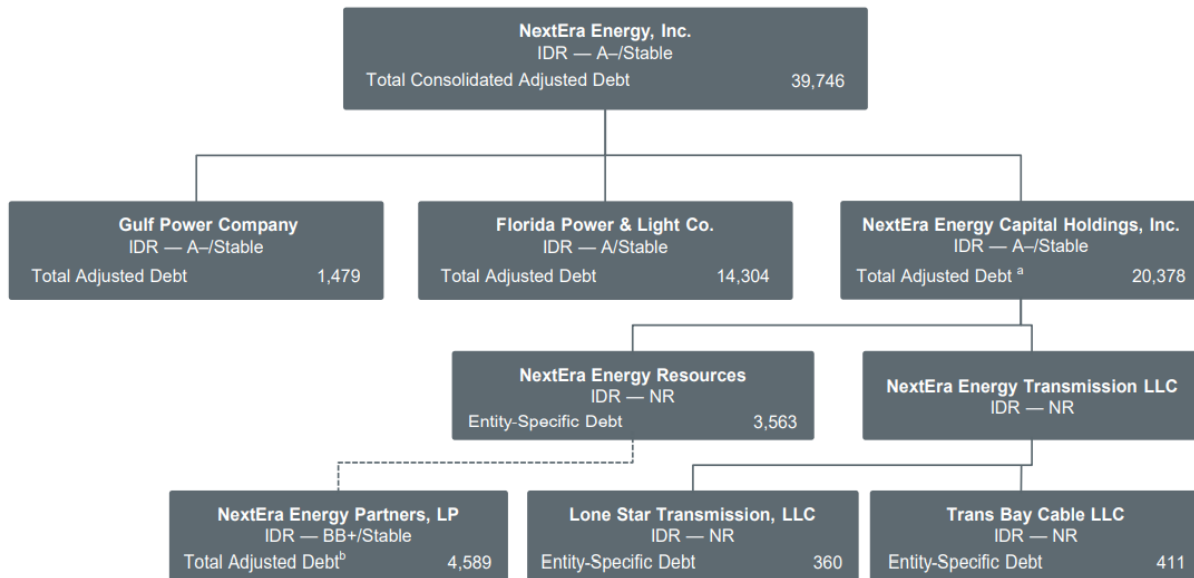 NextEra Energy, Inc.
IDR — A–/Stable
Total Consolidated Adjusted Debt 39,746
Gulf Power Company
IDR — A–/Stable
Total Adjusted Debt 1,479
Florida Power & Light Co.
IDR — A/Stable
Total Adjusted Debt 14,304
NextEra Energy Capital Holdings, Inc.
IDR — A–/Stable
Total Adjusted Debt a 20,378
NextEra Energy Resources
IDR — NR
Entity-Specific Debt 3,563
NextEra Energy Transmission LLC
IDR — NR
NextEra Energy Partners, LP
IDR — BB+/Stable
Total Adjusted Debtb 4,589
Lone Star Transmission, LLC
IDR — NR
Entity-Specific Debt 360
Trans Bay Cable LLC
IDR — NR
Entity-Specific Debt 411